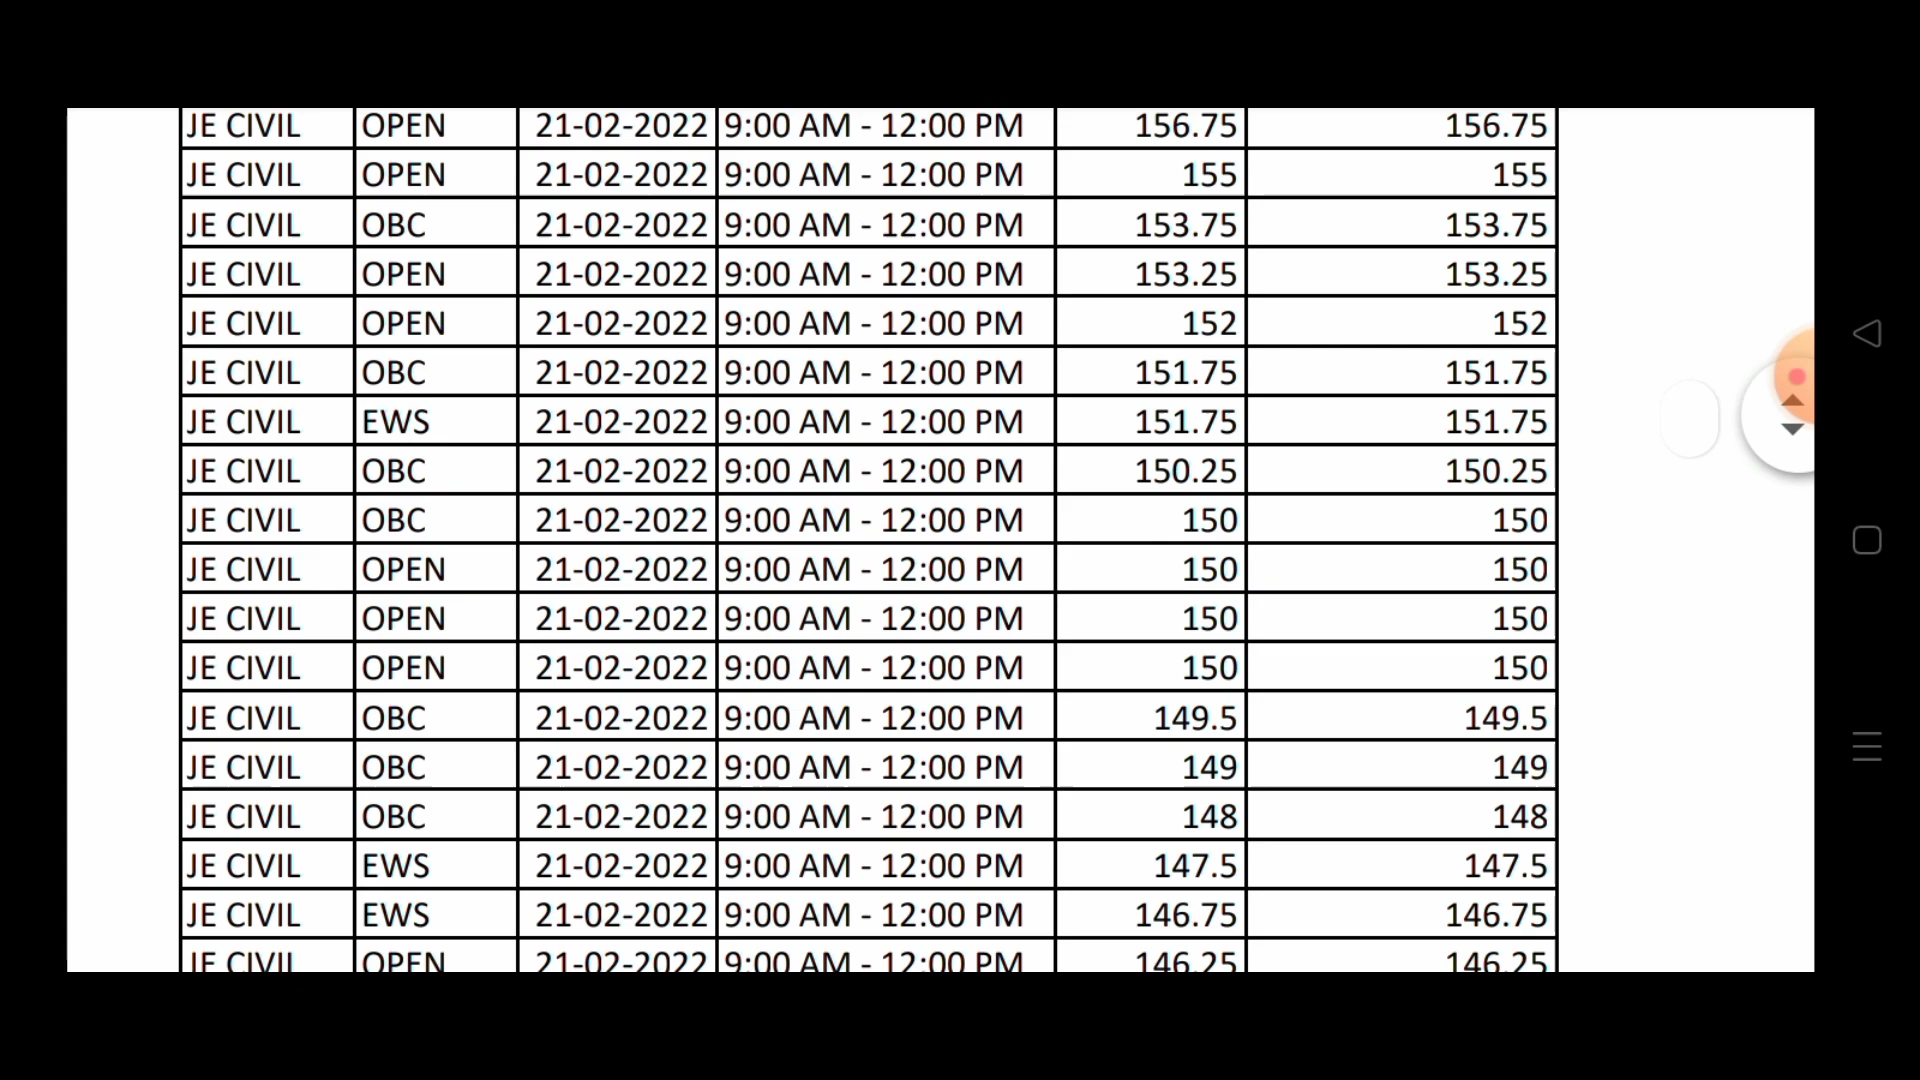 JE CIVIL OPEN 21-02-2022 9:00 AM - 12:00 PM 156.75 156.75
JE CIVIL OPEN 21-02-2022 9:00 AM - 12:00 PM 155 155
JE CIVIL OBC 21-02-2022 9:00 AM - 12:00 PM 153.75 153.75
JE CIVIL OPEN 21-02-2022 9:00 AM - 12:00 PM 153.25 153.25
JE CIVIL OPEN 21-02-2022 9:00 AM - 12:00 PM 152 152
JE CIVIL OBC 21-02-2022 9:00 AM - 12:00 PM 151.75 151.75
JE CIVIL EWS 21-02-2022 9:00 AM - 12:00 PM 151.75 151.75
JE CIVIL OBC 21-02-2022 9:00 AM - 12:00 PM 150.25 150.25
JE CIVIL OBC 21-02-2022 9:00 AM - 12:00 PM 150 150
JE CIVIL OPEN 21-02-2022 9:00 AM - 12:00 PM 150 150
JE CIVIL OPEN 21-02-2022 9:00 AM - 12:00 PM 150 150
JE CIVIL OPEN 21-02-2022 9:00 AM - 12:00 PM 150 150
JE CIVIL OBC 21-02-2022 9:00 AM - 12:00 PM 149.5 149.5
JE CIVIL OBC 21-02-2022 9:00 AM - 12:00 PM 149 149
JE CIVIL OBC 21-02-2022 9:00 AM - 12:00 PM 148 148
JE CIVIL EWS 21-02-2022 9:00 AM - 12:00 PM 147.5 147.5
JE CIVIL EWS 21-02-2022 9:00 AM - 12:00 PM 146.75 146.75
JE CIVIL OPEN 21-02-2022 9:00 AM - 12:00 PM 146.25 146.25